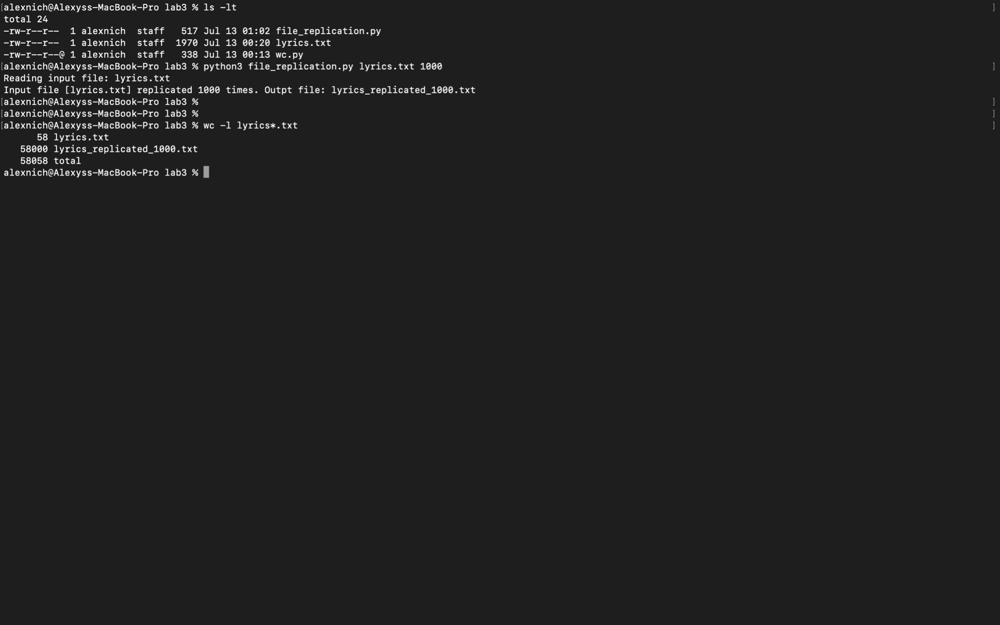 [alexnich@Alexyss-MacBook-Pro lab3 % ls -lt ]
total 24
-rw-r--r--  1 alexnich  staff   517 Jul 13 01:02 file_replication.py
-rw-r--r--  1 alexnich  staff  1970 Jul 13 00:20 lyrics.txt
-rw-r--r--@ 1 alexnich  staff   338 Jul 13 00:13 wc.py
[alexnich@Alexyss-MacBook-Pro lab3 % python3 file_replication.py lyrics.txt 1000 ]
Reading input file: lyrics.txt
Input file [lyrics.txt] replicated 1000 times. Outpt file: lyrics_replicated_1000.txt
[alexnich@Alexyss-MacBook-Pro lab3 % ]
[alexnich@Alexyss-MacBook-Pro lab3 % ]
[alexnich@Alexyss-MacBook-Pro lab3 % wc -l lyrics*.txt ]
      58 lyrics.txt
   58000 lyrics_replicated_1000.txt
   58058 total
alexnich@Alexyss-MacBook-Pro lab3 %